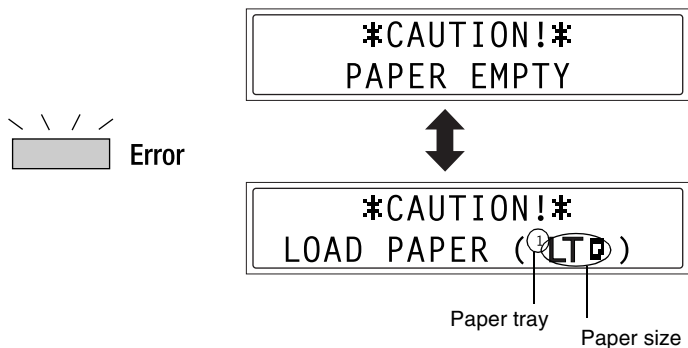 *CAUTION!*
PAPER EMPTY
Error
*CAUTION!*
LOAD PAPER (1LT)
Paper tray
Paper size